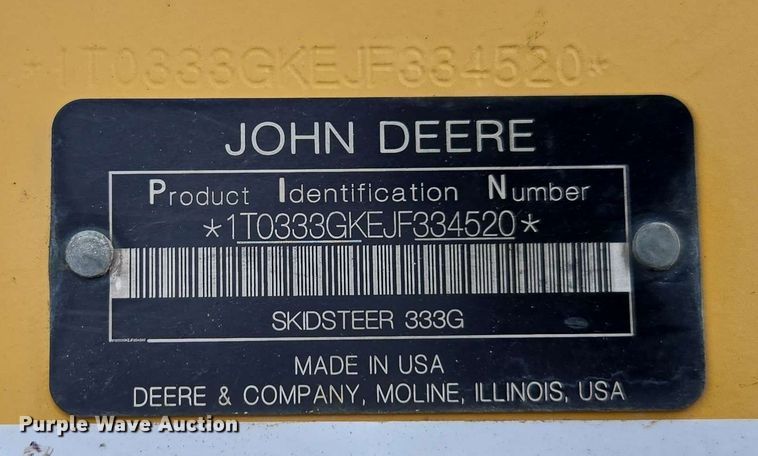 *1T0333GKEJF334520*
JOHN DEERE
Product Identification Number
*1T0333GKEJF334520*
SKIDSTEER 333G
MADE IN USA
DEERE & COMPANY, MOLINE, ILLINOIS, USA
Purple Wave Auction